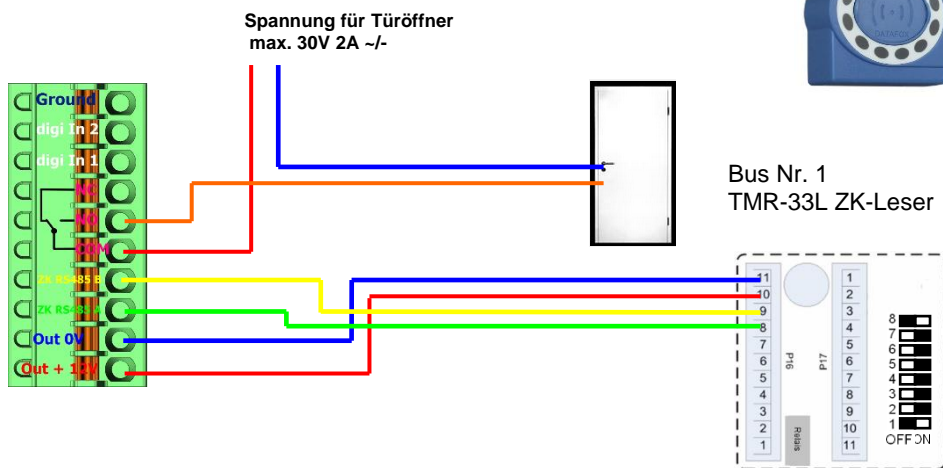 Spannung für Türöffner
max. 30V 2A ~/-
DATAFOX
Ground
digi In 2
digi In 1
NC
NO
COM
ZK RS485 B
ZK RS485 A
Out 0V
Out + 12V
Bus Nr. 1
TMR-33L ZK-Leser
11
10
9
8
7
6
5
4
3
2
1
P16
Relais
P17
1
2
3
4
5
6
7
8
9
10
11
8
7
6
5
4
3
2
1
OFF ON